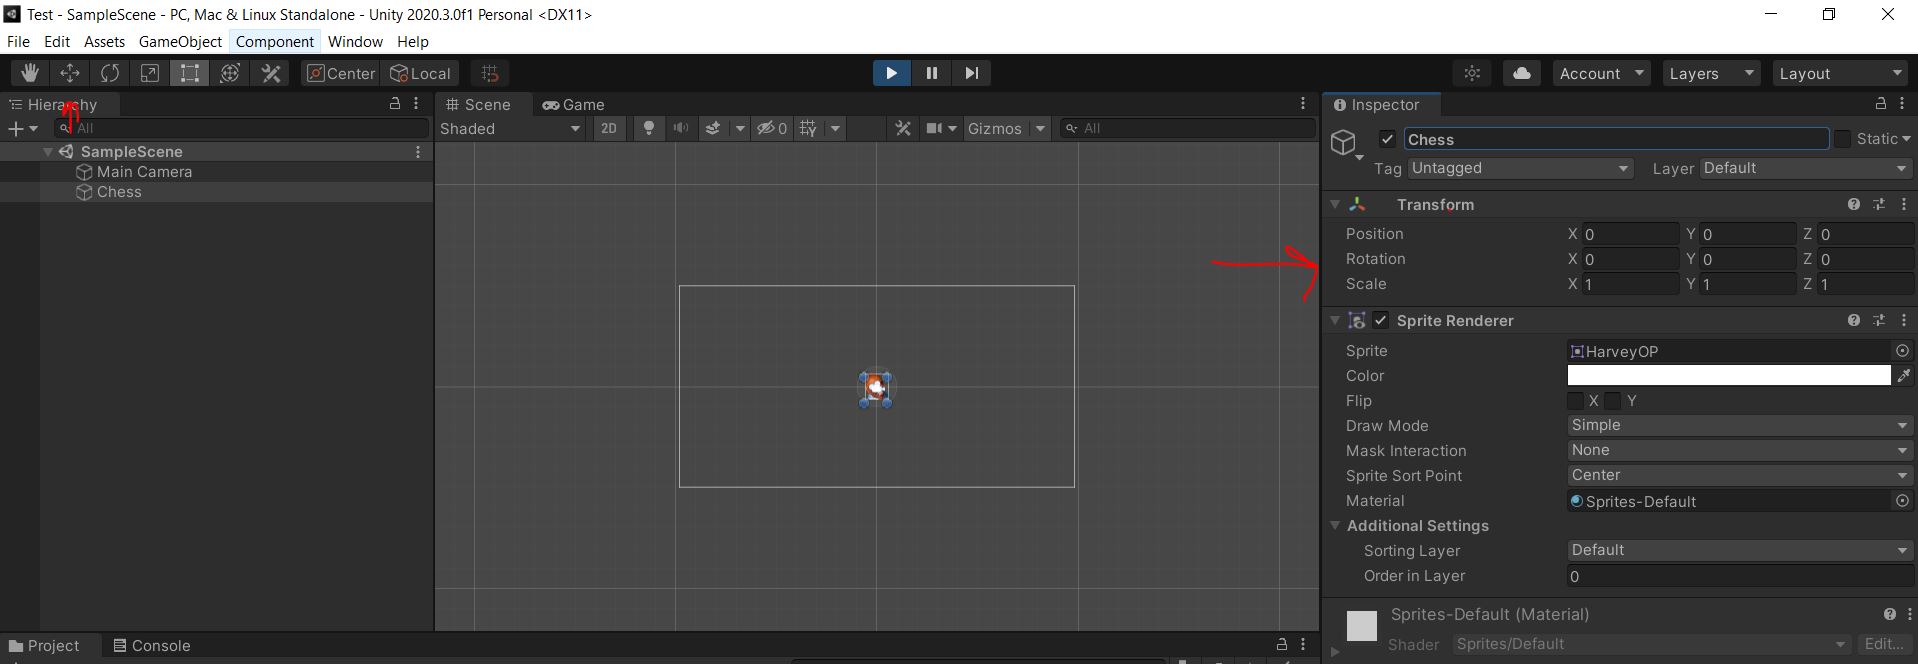 Test - SampleScene - PC, Mac & Linux Standalone - Unity 2020.3.0f1 Personal <DX11>
File Edit Assets GameObject Component Window Help
Center Local Account Layers Layout
Hierarchy Scene Game Inspector
All Shaded 2D 0 Gizmos All
Chess Static
SampleScene
Main Camera Tag Untagged Layer Default
Chess
Transform
Position X 0 Y 0 Z 0
Rotation X 0 Y 0 Z 0
Scale X 1 Y 1 Z 1
Sprite Renderer
Sprite HarveyOP
Color
Flip X Y
Draw Mode Simple
Mask Interaction None
Sprite Sort Point Center
Material Sprites-Default
Additional Settings
Sorting Layer Default
Order in Layer 0
Sprites-Default (Material)
Project Console Shader Sprites/Default Edit...